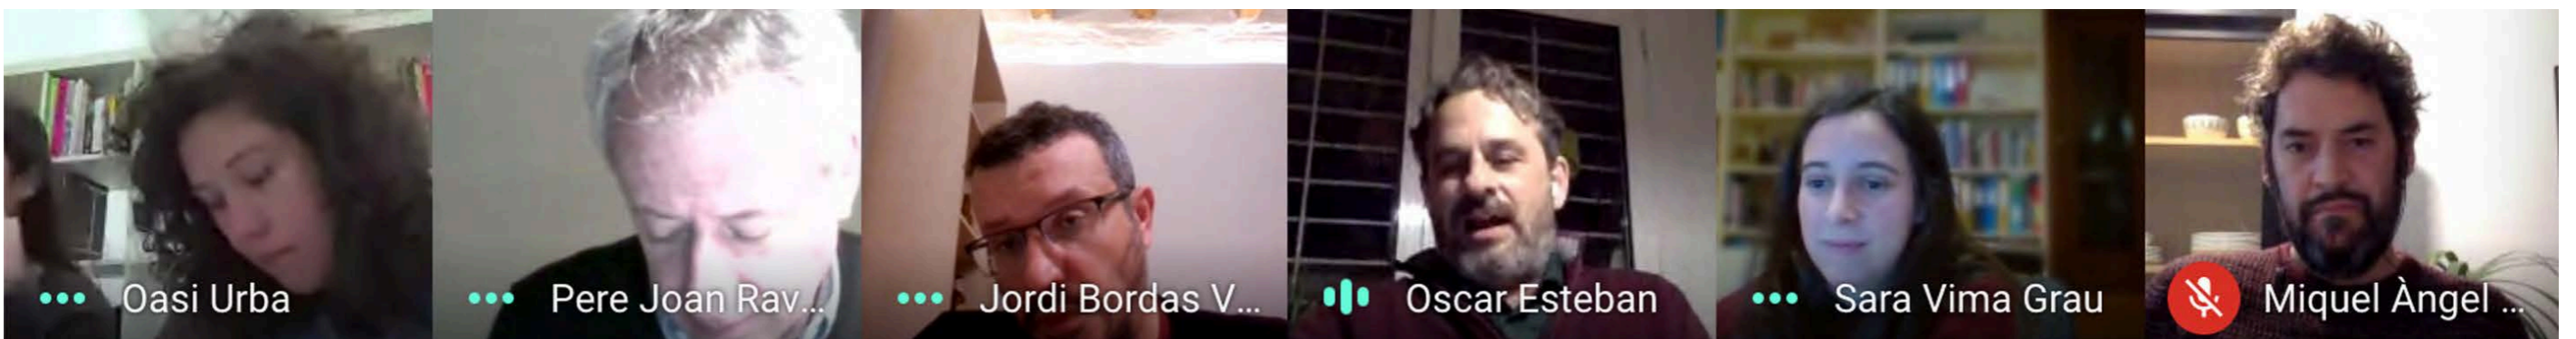 Oasi Urba
Pere Joan Rav...
Jordi Bordas V...
Oscar Esteban
Sara Vima Grau
Miquel Àngel ...